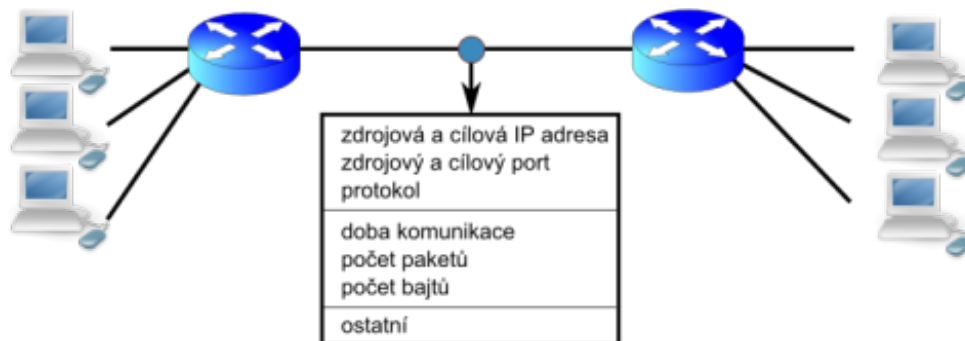 zdrojová a cílová IP adresa
zdrojový a cílový port
protokol
doba komunikace
počet paketů
počet bajtů
ostatní